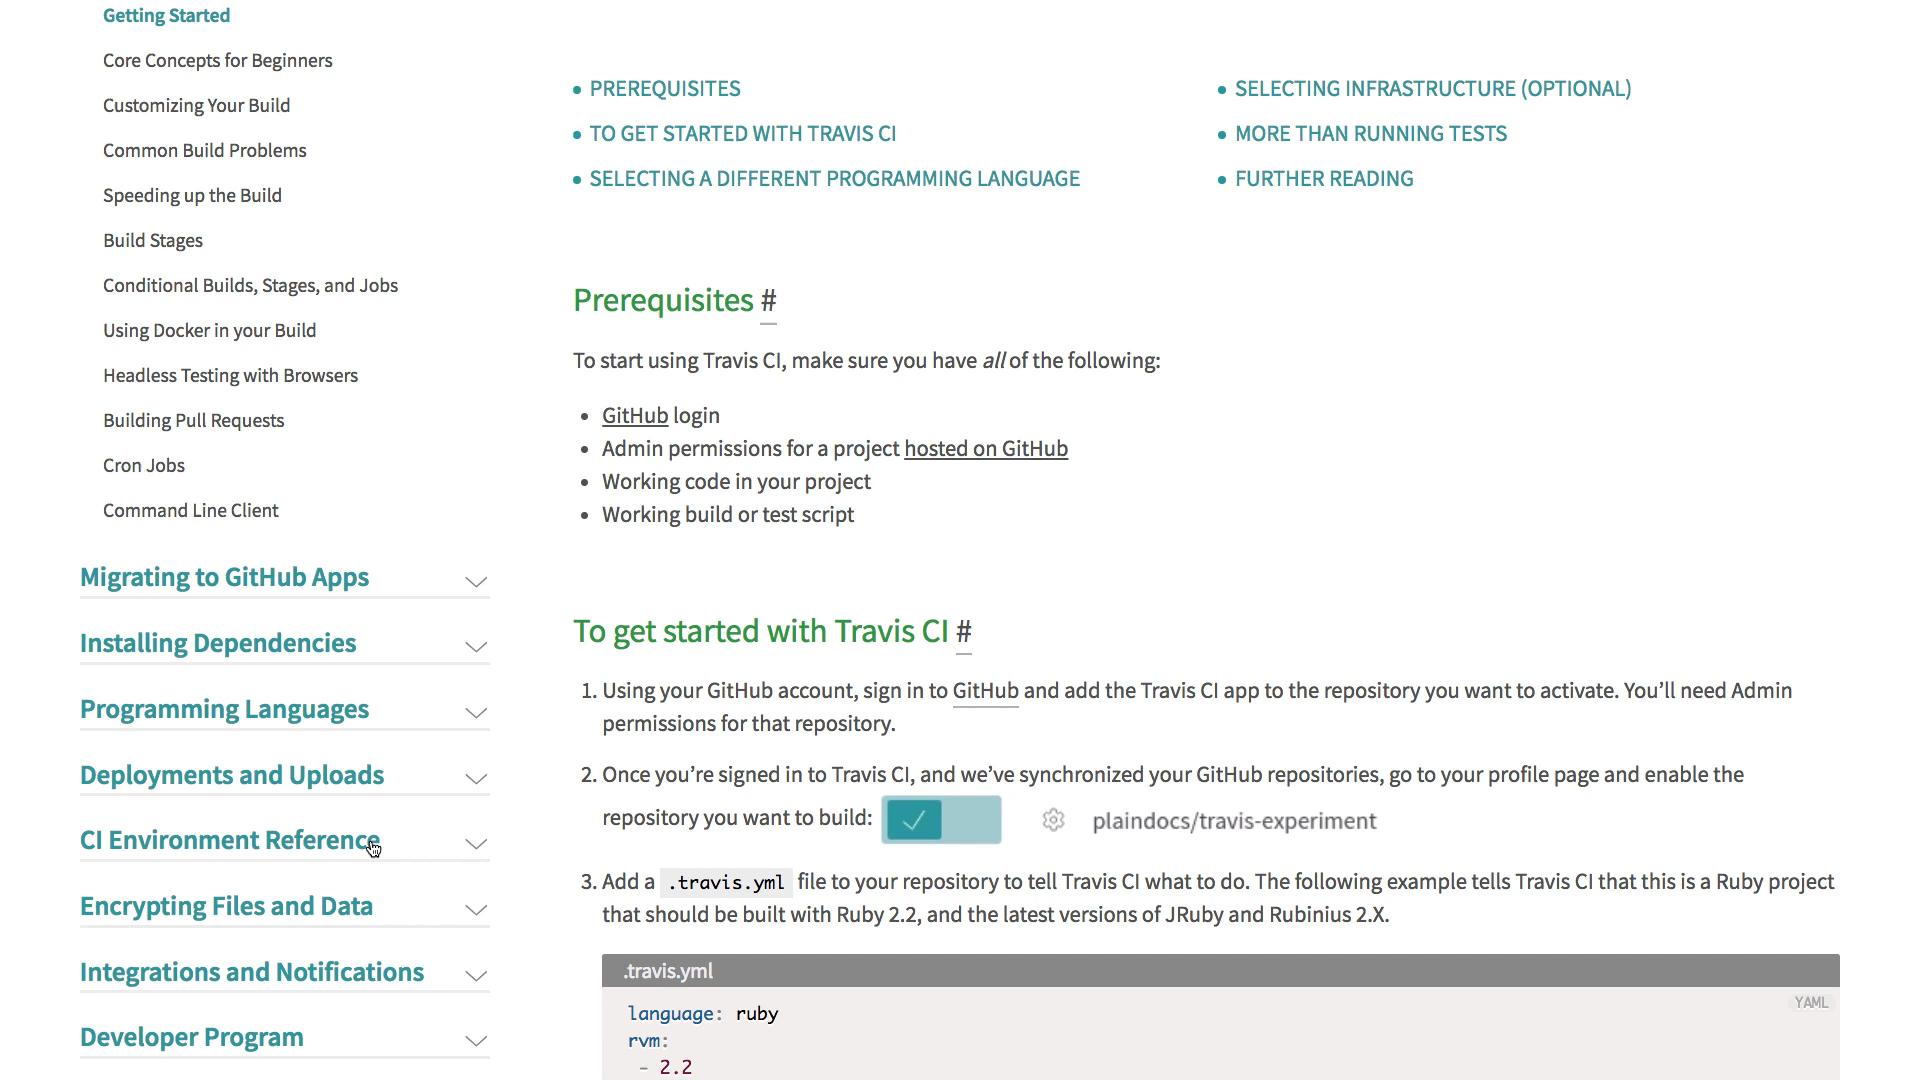 Getting Started
Core Concepts for Beginners
Customizing Your Build
Common Build Problems
Speeding up the Build
Build Stages
Conditional Builds, Stages, and Jobs
Using Docker in your Build
Headless Testing with Browsers
Building Pull Requests
Cron Jobs
Command Line Client
Migrating to GitHub Apps
Installing Dependencies
Programming Languages
Deployments and Uploads
CI Environment Reference
Encrypting Files and Data
Integrations and Notifications
Developer Program
PREREQUISITES
TO GET STARTED WITH TRAVIS CI
SELECTING A DIFFERENT PROGRAMMING LANGUAGE
SELECTING INFRASTRUCTURE (OPTIONAL)
MORE THAN RUNNING TESTS
FURTHER READING
Prerequisites #
To start using Travis CI, make sure you have all of the following:
• GitHub login
• Admin permissions for a project hosted on GitHub
• Working code in your project
• Working build or test script
To get started with Travis CI #
1. Using your GitHub account, sign in to GitHub and add the Travis CI app to the repository you want to activate. You’ll need Admin
permissions for that repository.
2. Once you’re signed in to Travis CI, and we’ve synchronized your GitHub repositories, go to your profile page and enable the
repository you want to build: plaindocs/travis-experiment
3. Add a .travis.yml file to your repository to tell Travis CI what to do. The following example tells Travis CI that this is a Ruby project
that should be built with Ruby 2.2, and the latest versions of JRuby and Rubinius 2.X.
.travis.yml
YAML
language: ruby
rvm:
- 2.2